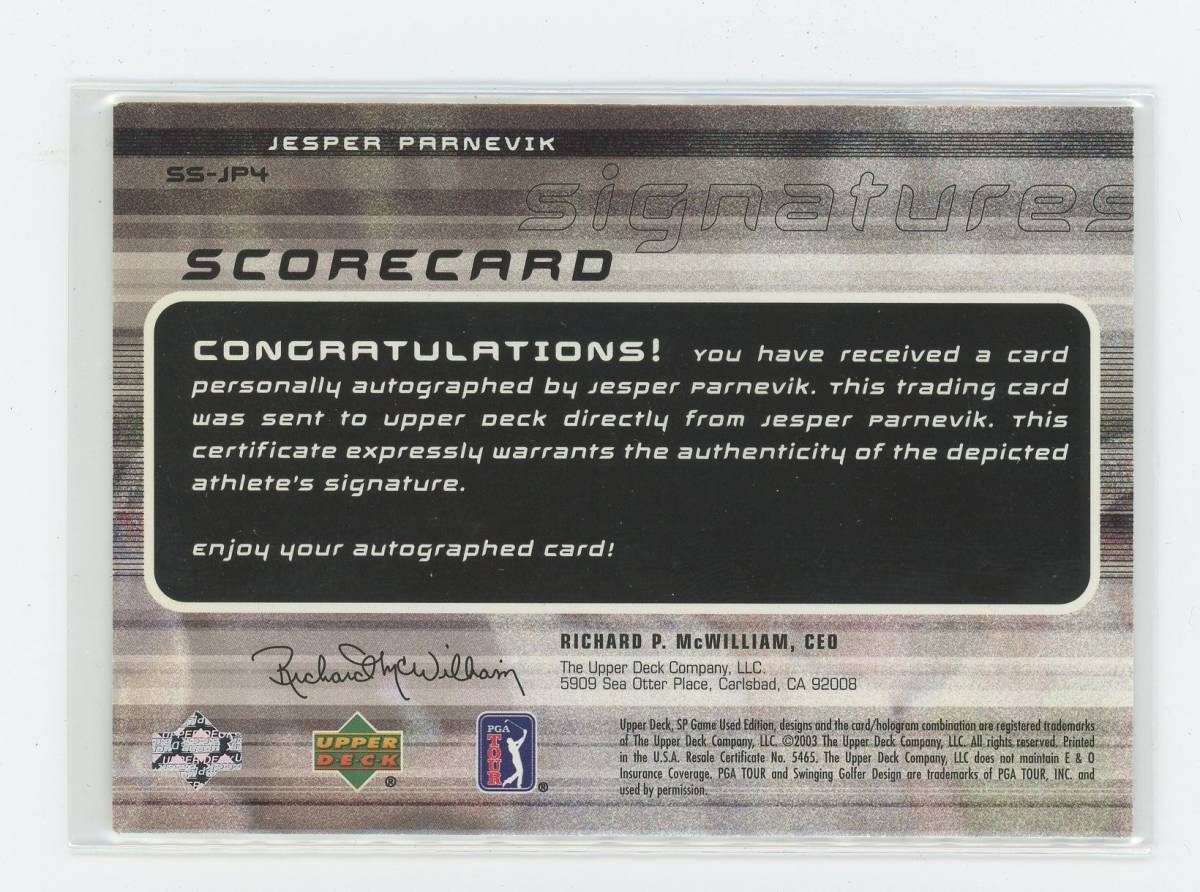 JESPER PARNEVIK
SS-JP4
signatures
SCORECARD
CONGRATULATIONS! You have received a card
personally autographed by Jesper Parnevik. This trading card
was sent to Upper Deck directly from Jesper Parnevik. This
certificate expressly warrants the authenticity of the depicted
athlete's signature.
Enjoy your autographed card!
Richard P McWilliam
RICHARD P. McWILLIAM, CEO
The Upper Deck Company, LLC.
5909 Sea Otter Place, Carlsbad, CA 92008
UPPER
DECK
®
PGA
TOUR
®
Upper Deck, SP Game Used Edition, designs and the card/hologram combination are registered trademarks
of The Upper Deck Company, LLC. ©2003 The Upper Deck Company, LLC. All rights reserved. Printed
in the U.S.A. Resale Certificate No. 5465. The Upper Deck Company, LLC does not maintain E & O
Insurance Coverage. PGA TOUR and Swinging Golfer Design are trademarks of PGA TOUR, INC. and
used by permission.